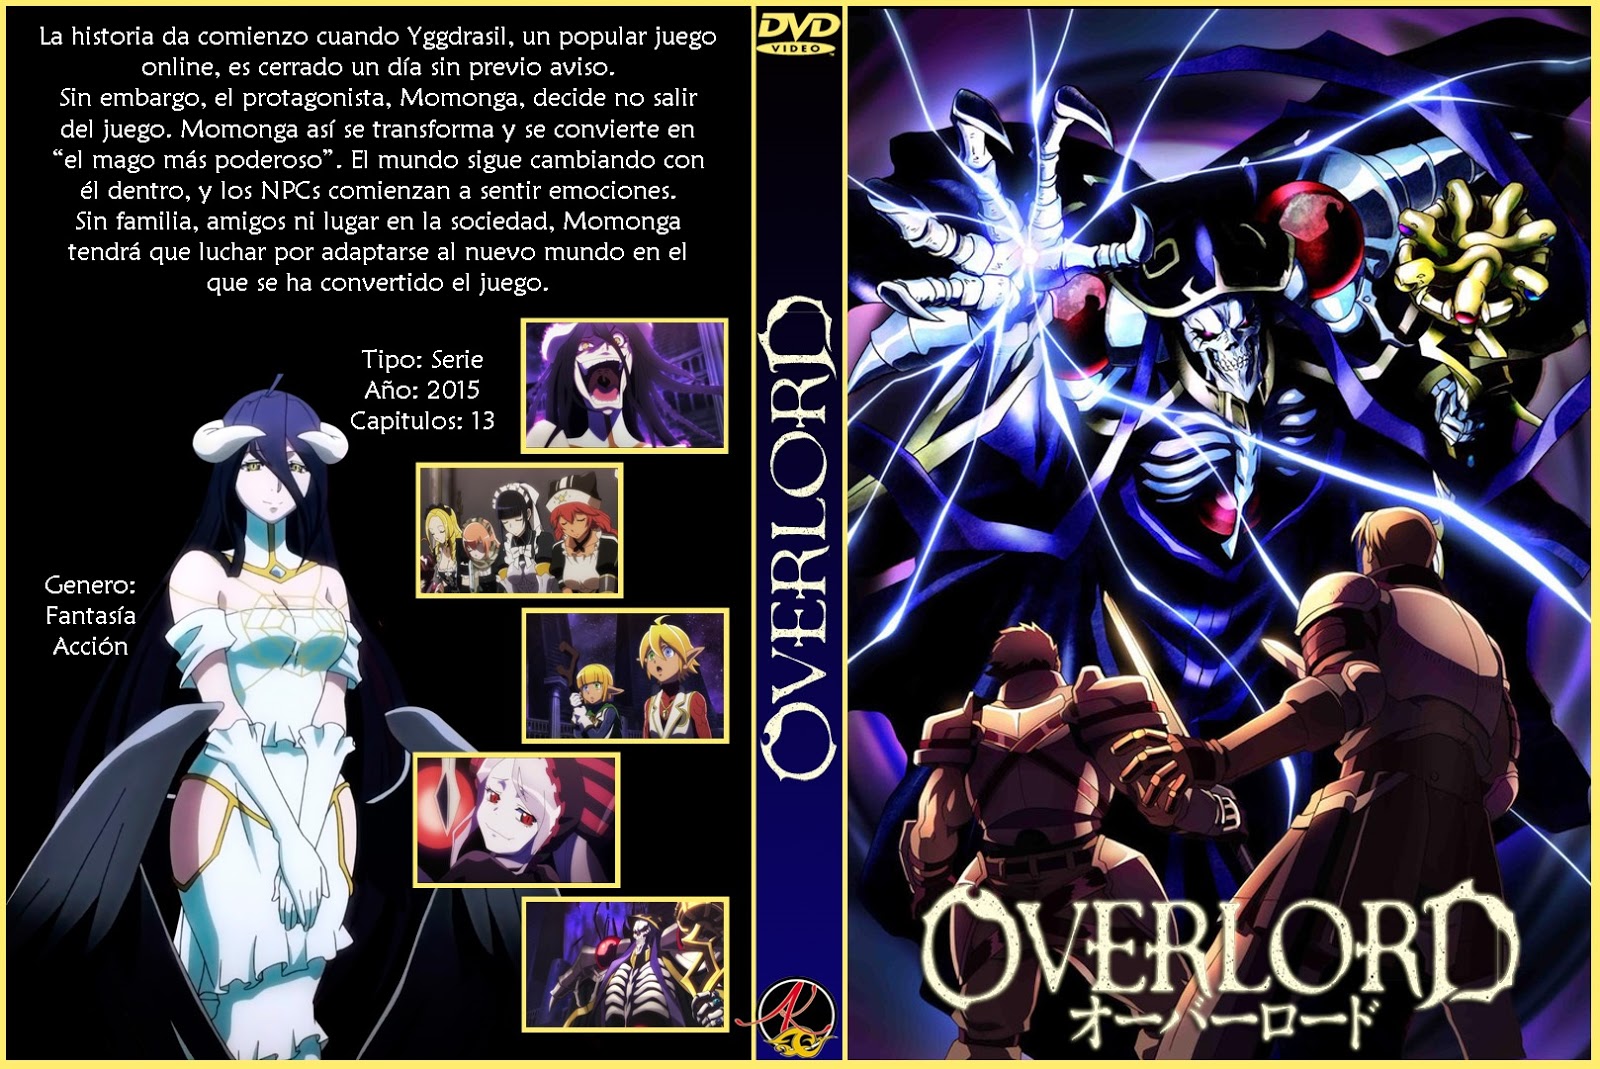 La historia da comienzo cuando Yggdrasil, un popular juego
online, es cerrado un día sin previo aviso.
Sin embargo, el protagonista, Momonga, decide no salir
del juego. Momonga así se transforma y se convierte en
“el mago más poderoso”. El mundo sigue cambiando con
él dentro, y los NPCs comienzan a sentir emociones.
Sin familia, amigos ni lugar en la sociedad, Momonga
tendrá que luchar por adaptarse al nuevo mundo en el
que se ha convertido el juego.
Tipo: Serie
Año: 2015
Capitulos: 13
Genero:
Fantasía
Acción
DVD
VIDEO
OVERLORD
AK
OVERLORD
オーバーロード